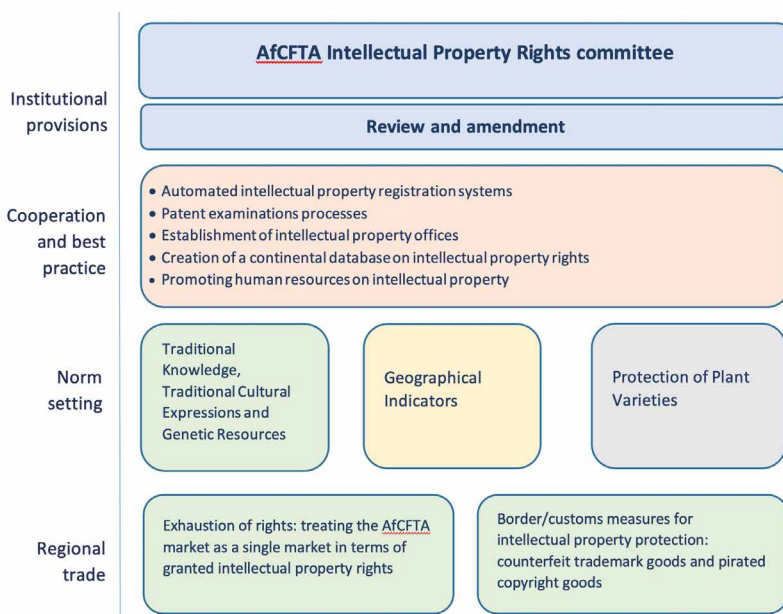 Institutional
provisions
AfCFTA Intellectual Property Rights committee
Review and amendment
Cooperation
and best
practice
• Automated intellectual property registration systems
• Patent examinations processes
• Establishment of intellectual property offices
• Creation of a continental database on intellectual property rights
• Promoting human resources on intellectual property
Norm
setting
Traditional
Knowledge,
Traditional Cultural
Expressions and
Genetic Resources
Geographical
Indicators
Protection of Plant
Varieties
Regional
trade
Exhaustion of rights: treating the AfCFTA
market as a single market in terms of
granted intellectual property rights
Border/customs measures for
intellectual property protection:
counterfeit trademark goods and pirated
copyright goods